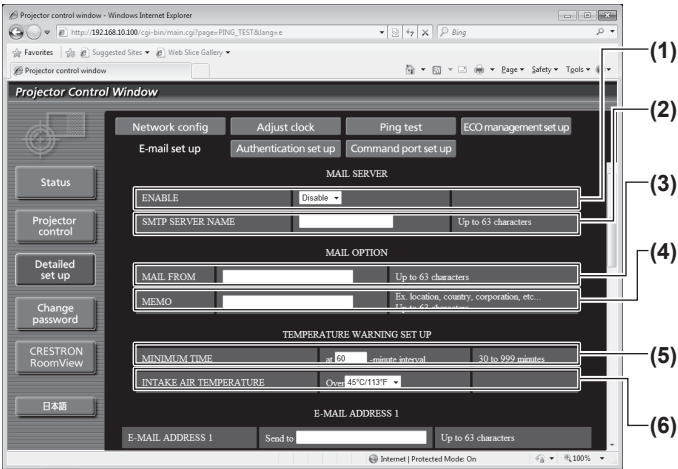 Projector control window - Windows Internet Explorer
http://192.168.10.100/cgi-bin/main.cgi?page=PING_TEST&lang=e
Bing
Favorites Suggested Sites Web Slice Gallery
Projector control window
Page Safety Tools
Projector Control Window
Network config Adjust clock Ping test ECO management set up
E-mail set up Authentication set up Command port set up
Status
Projector control
Detailed set up
Change password
CRESTRON RoomView
日本語
MAIL SERVER
ENABLE Disable
SMTP SERVER NAME Up to 63 characters
MAIL OPTION
MAIL FROM Up to 63 characters
MEMO Ex. location, country, corporation, etc...
Up to 63 characters
TEMPERATURE WARNING SET UP
MINIMUM TIME at 60 -minute interval 30 to 999 minutes
INTAKE AIR TEMPERATURE Over 45°C/113°F
E-MAIL ADDRESS 1
E-MAIL ADDRESS 1 Send to Up to 63 characters
Internet | Protected Mode: On 100%
(1)
(2)
(3)
(4)
(5)
(6)